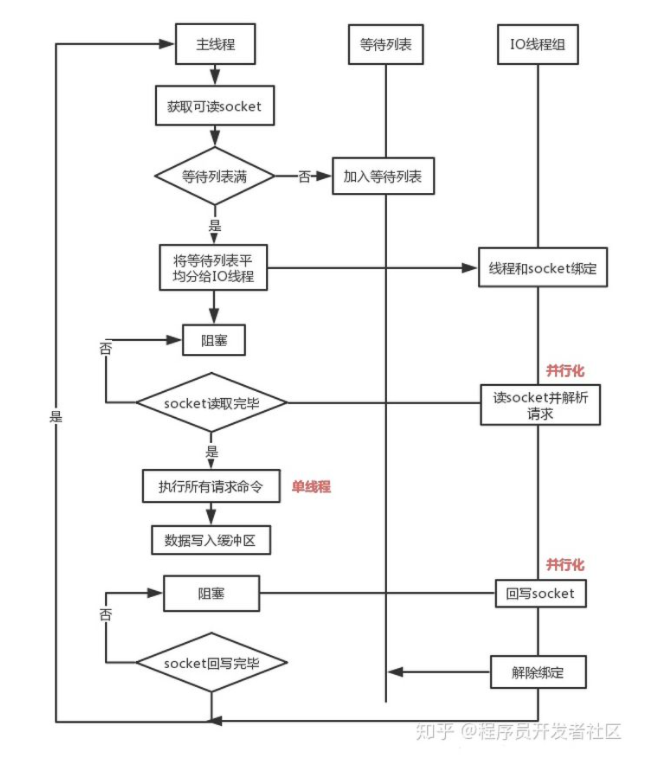 主线程
等待列表
IO线程组
获取可读socket
等待列表满
否
加入等待列表
是
将等待列表平
均分给IO线程
线程和socket绑定
阻塞
否
并行化
socket读取完毕
读socket并解析
请求
是
是
执行所有请求命令
单线程
数据写入缓冲区
并行化
阻塞
回写socket
否
socket回写完毕
解除绑定
知乎 @程序员开发者社区